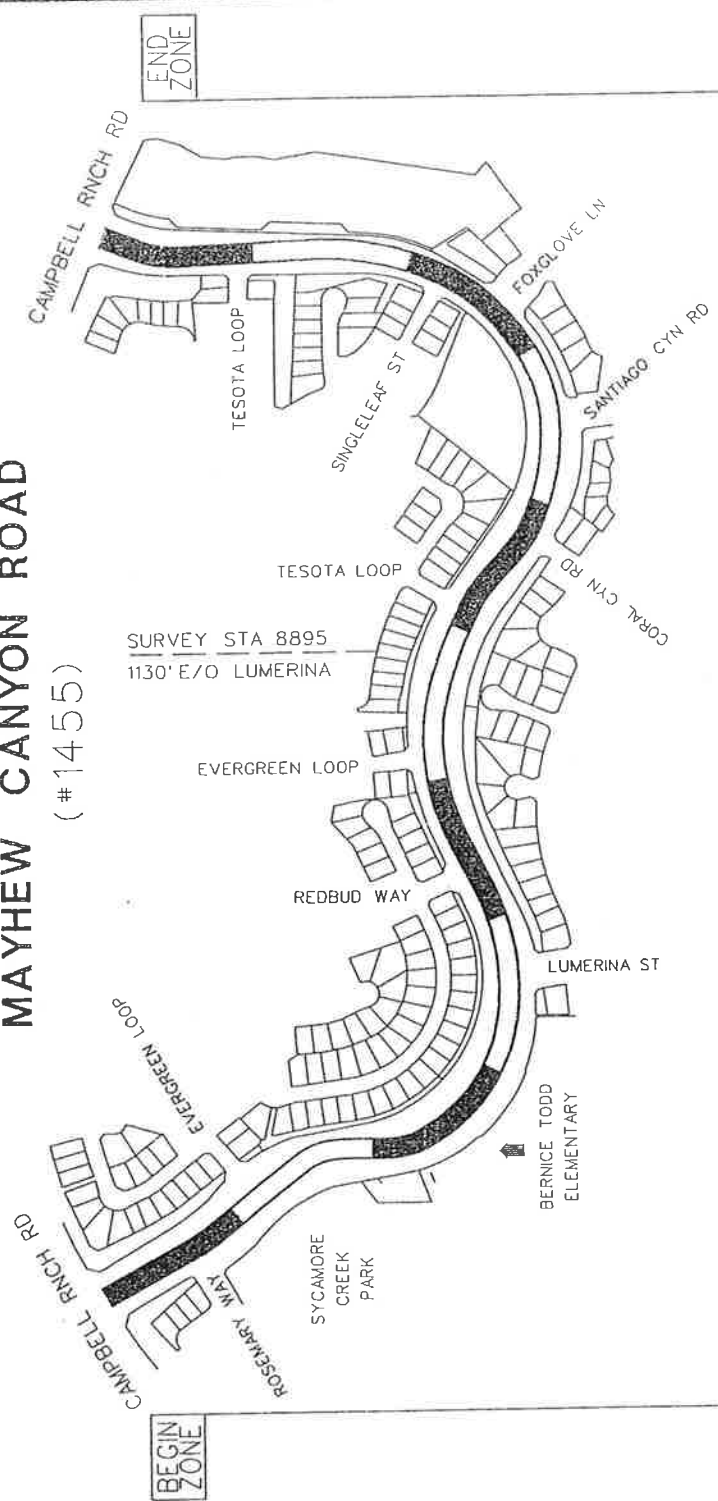 MAYHEW CANYON ROAD
(#1455)
END
ZONE
CAMPBELL RNCH RD
TESOTA LOOP
SINGLELEAF ST
FOXGLOVE LN
SANTIAGO CYN RD
CORAL CYN RD
TESOTA LOOP
SURVEY STA 8895
1130' E/O LUMERINA
EVERGREEN LOOP
REDBUD WAY
LUMERINA ST
EVERGREEN LOOP
BERNICE TODD
ELEMENTARY
SYCAMORE
CREEK
PARK
CAMPBELL RNCH RD
ROSEMARY WAY
BEGIN
ZONE